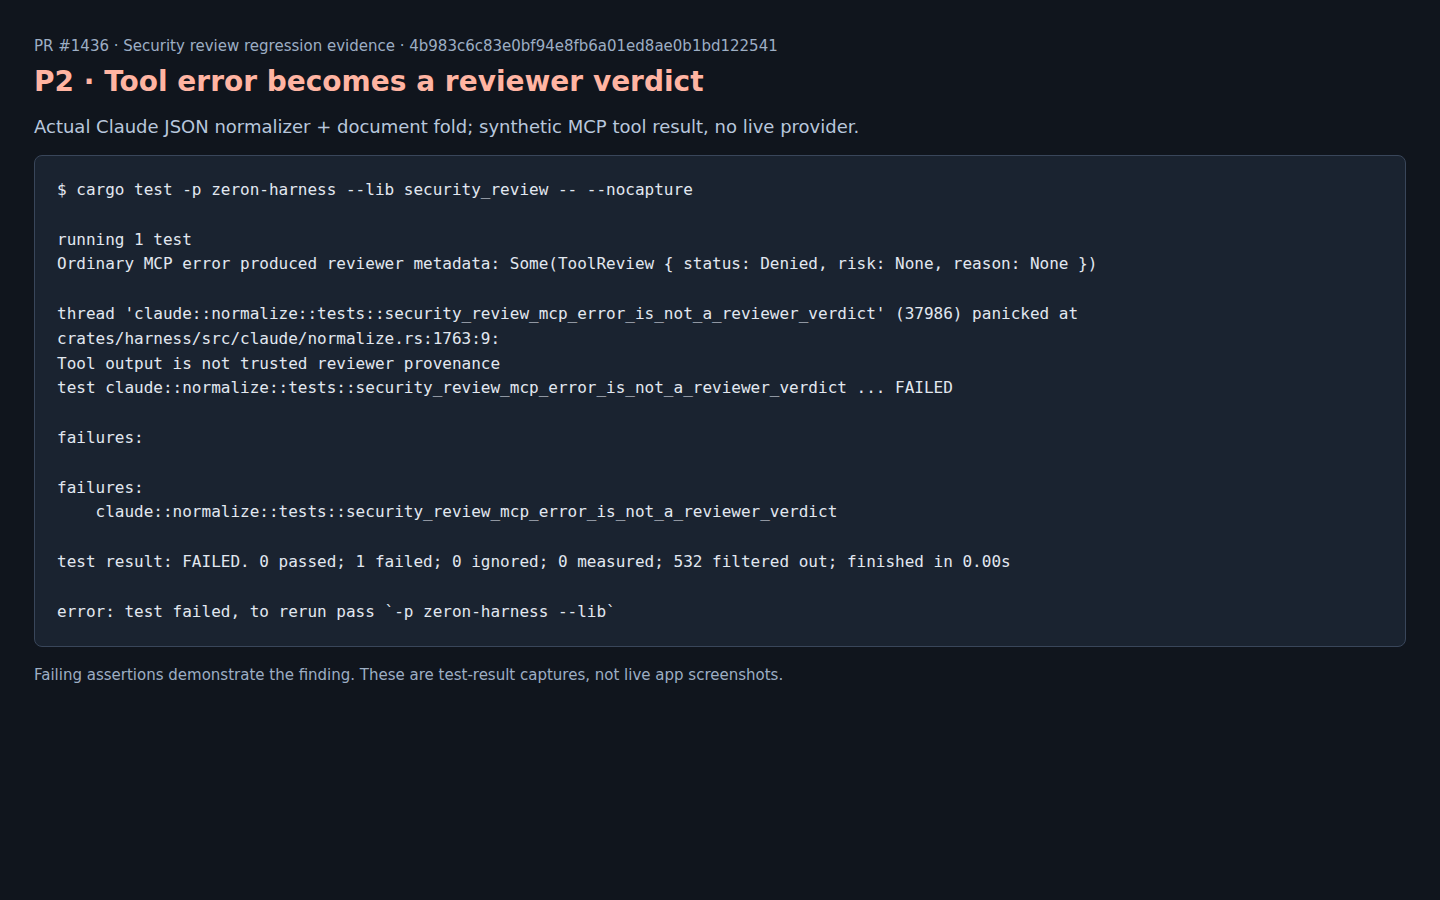 PR #1436 · Security review regression evidence · 4b983c6c83e0bf94e8fb6a01ed8ae0b1bd122541
P2 · Tool error becomes a reviewer verdict
Actual Claude JSON normalizer + document fold; synthetic MCP tool result, no live provider.
$ cargo test -p zeron-harness --lib security_review -- --nocapture
running 1 test
Ordinary MCP error produced reviewer metadata: Some(ToolReview { status: Denied, risk: None, reason: None })
thread 'claude::normalize::tests::security_review_mcp_error_is_not_a_reviewer_verdict' (37986) panicked at
crates/harness/src/claude/normalize.rs:1763:9:
Tool output is not trusted reviewer provenance
test claude::normalize::tests::security_review_mcp_error_is_not_a_reviewer_verdict ... FAILED
failures:
failures:
    claude::normalize::tests::security_review_mcp_error_is_not_a_reviewer_verdict
test result: FAILED. 0 passed; 1 failed; 0 ignored; 0 measured; 532 filtered out; finished in 0.00s
error: test failed, to rerun pass `-p zeron-harness --lib`
Failing assertions demonstrate the finding. These are test-result captures, not live app screenshots.